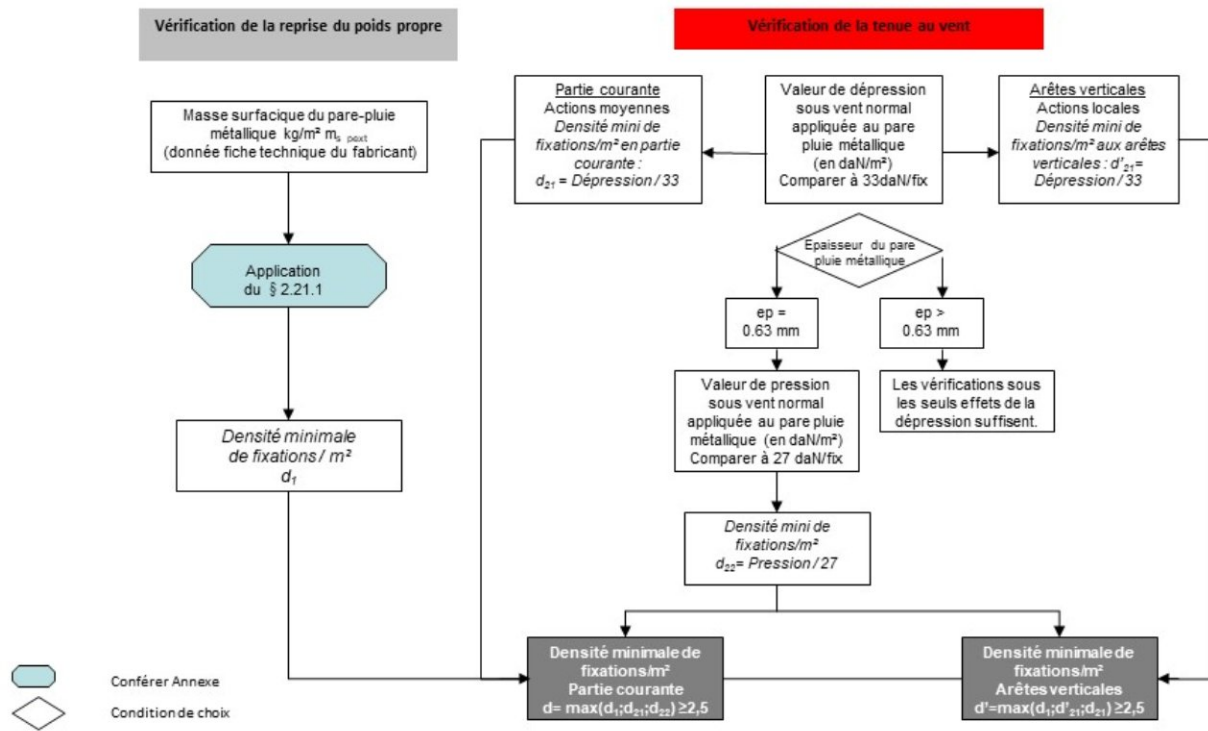 Vérification de la reprise du poids propre
Vérification de la tenue au vent
Masse surfacique du pare-pluie
métallique kg/m² mₛ ₚₑₓₜ
(donnée fiche technique du fabricant)
Application
du § 2.21.1
Densité minimale
de fixations / m²
d₁
Partie courante
Actions moyennes
Densité mini de
fixations/m² en partie
courante :
d₂₁ = Dépression / 33
Valeur de dépression
sous vent normal
appliquée au pare
pluie métallique
(en daN/m²)
Comparer à 33daN/fix
Arêtes verticales
Actions locales
Densité mini de
fixations/m² aux arêtes
verticales : d'₂₁=
Dépression / 33
Epaisseur du pare
pluie métallique
ep =
0.63 mm
ep >
0.63 mm
Valeur de pression
sous vent normal
appliquée au pare pluie
métallique (en daN/m²)
Comparer à 27 daN/fix
Les vérifications sous
les seuls effets de la
dépression suffisent.
Densité mini de
fixations/m²
d₂₂= Pression / 27
Densité minimale de
fixations/m²
Partie courante
d= max(d₁;d₂₁;d₂₂) ≥2,5
Densité minimale de
fixations/m²
Arêtes verticales
d'=max(d₁;d'₂₁;d₂₁) ≥2,5
Conférer Annexe
Condition de choix